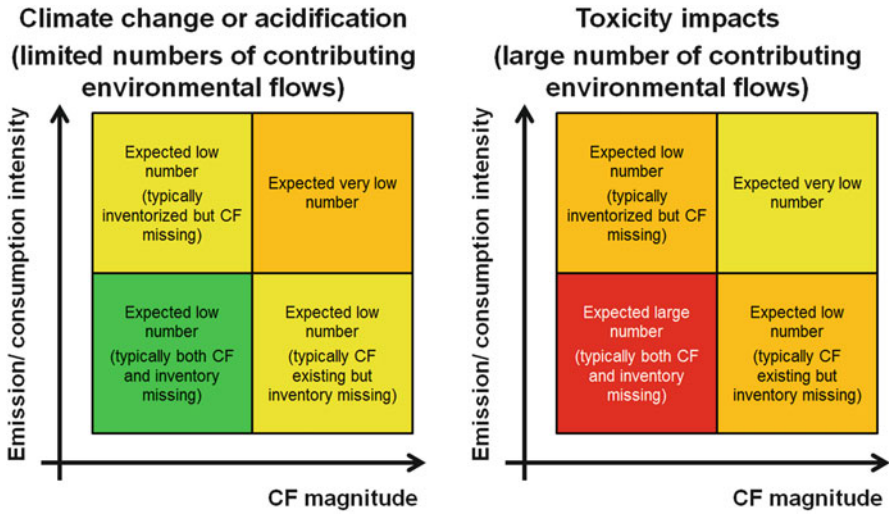 Climate change or acidification
(limited numbers of contributing
environmental flows)
Emission/ consumption intensity
Expected low
number
(typically
inventorized but CF
missing)
Expected very low
number
Expected low
number
(typically both CF
and inventory
missing)
Expected low
number
(typically CF
existing but
inventory missing)
CF magnitude
Toxicity impacts
(large number of contributing
environmental flows)
Emission/ consumption intensity
Expected low
number
(typically
inventorized but CF
missing)
Expected very low
number
Expected large
number
(typically both CF
and inventory
missing)
Expected low
number
(typically CF
existing but
inventory missing)
CF magnitude